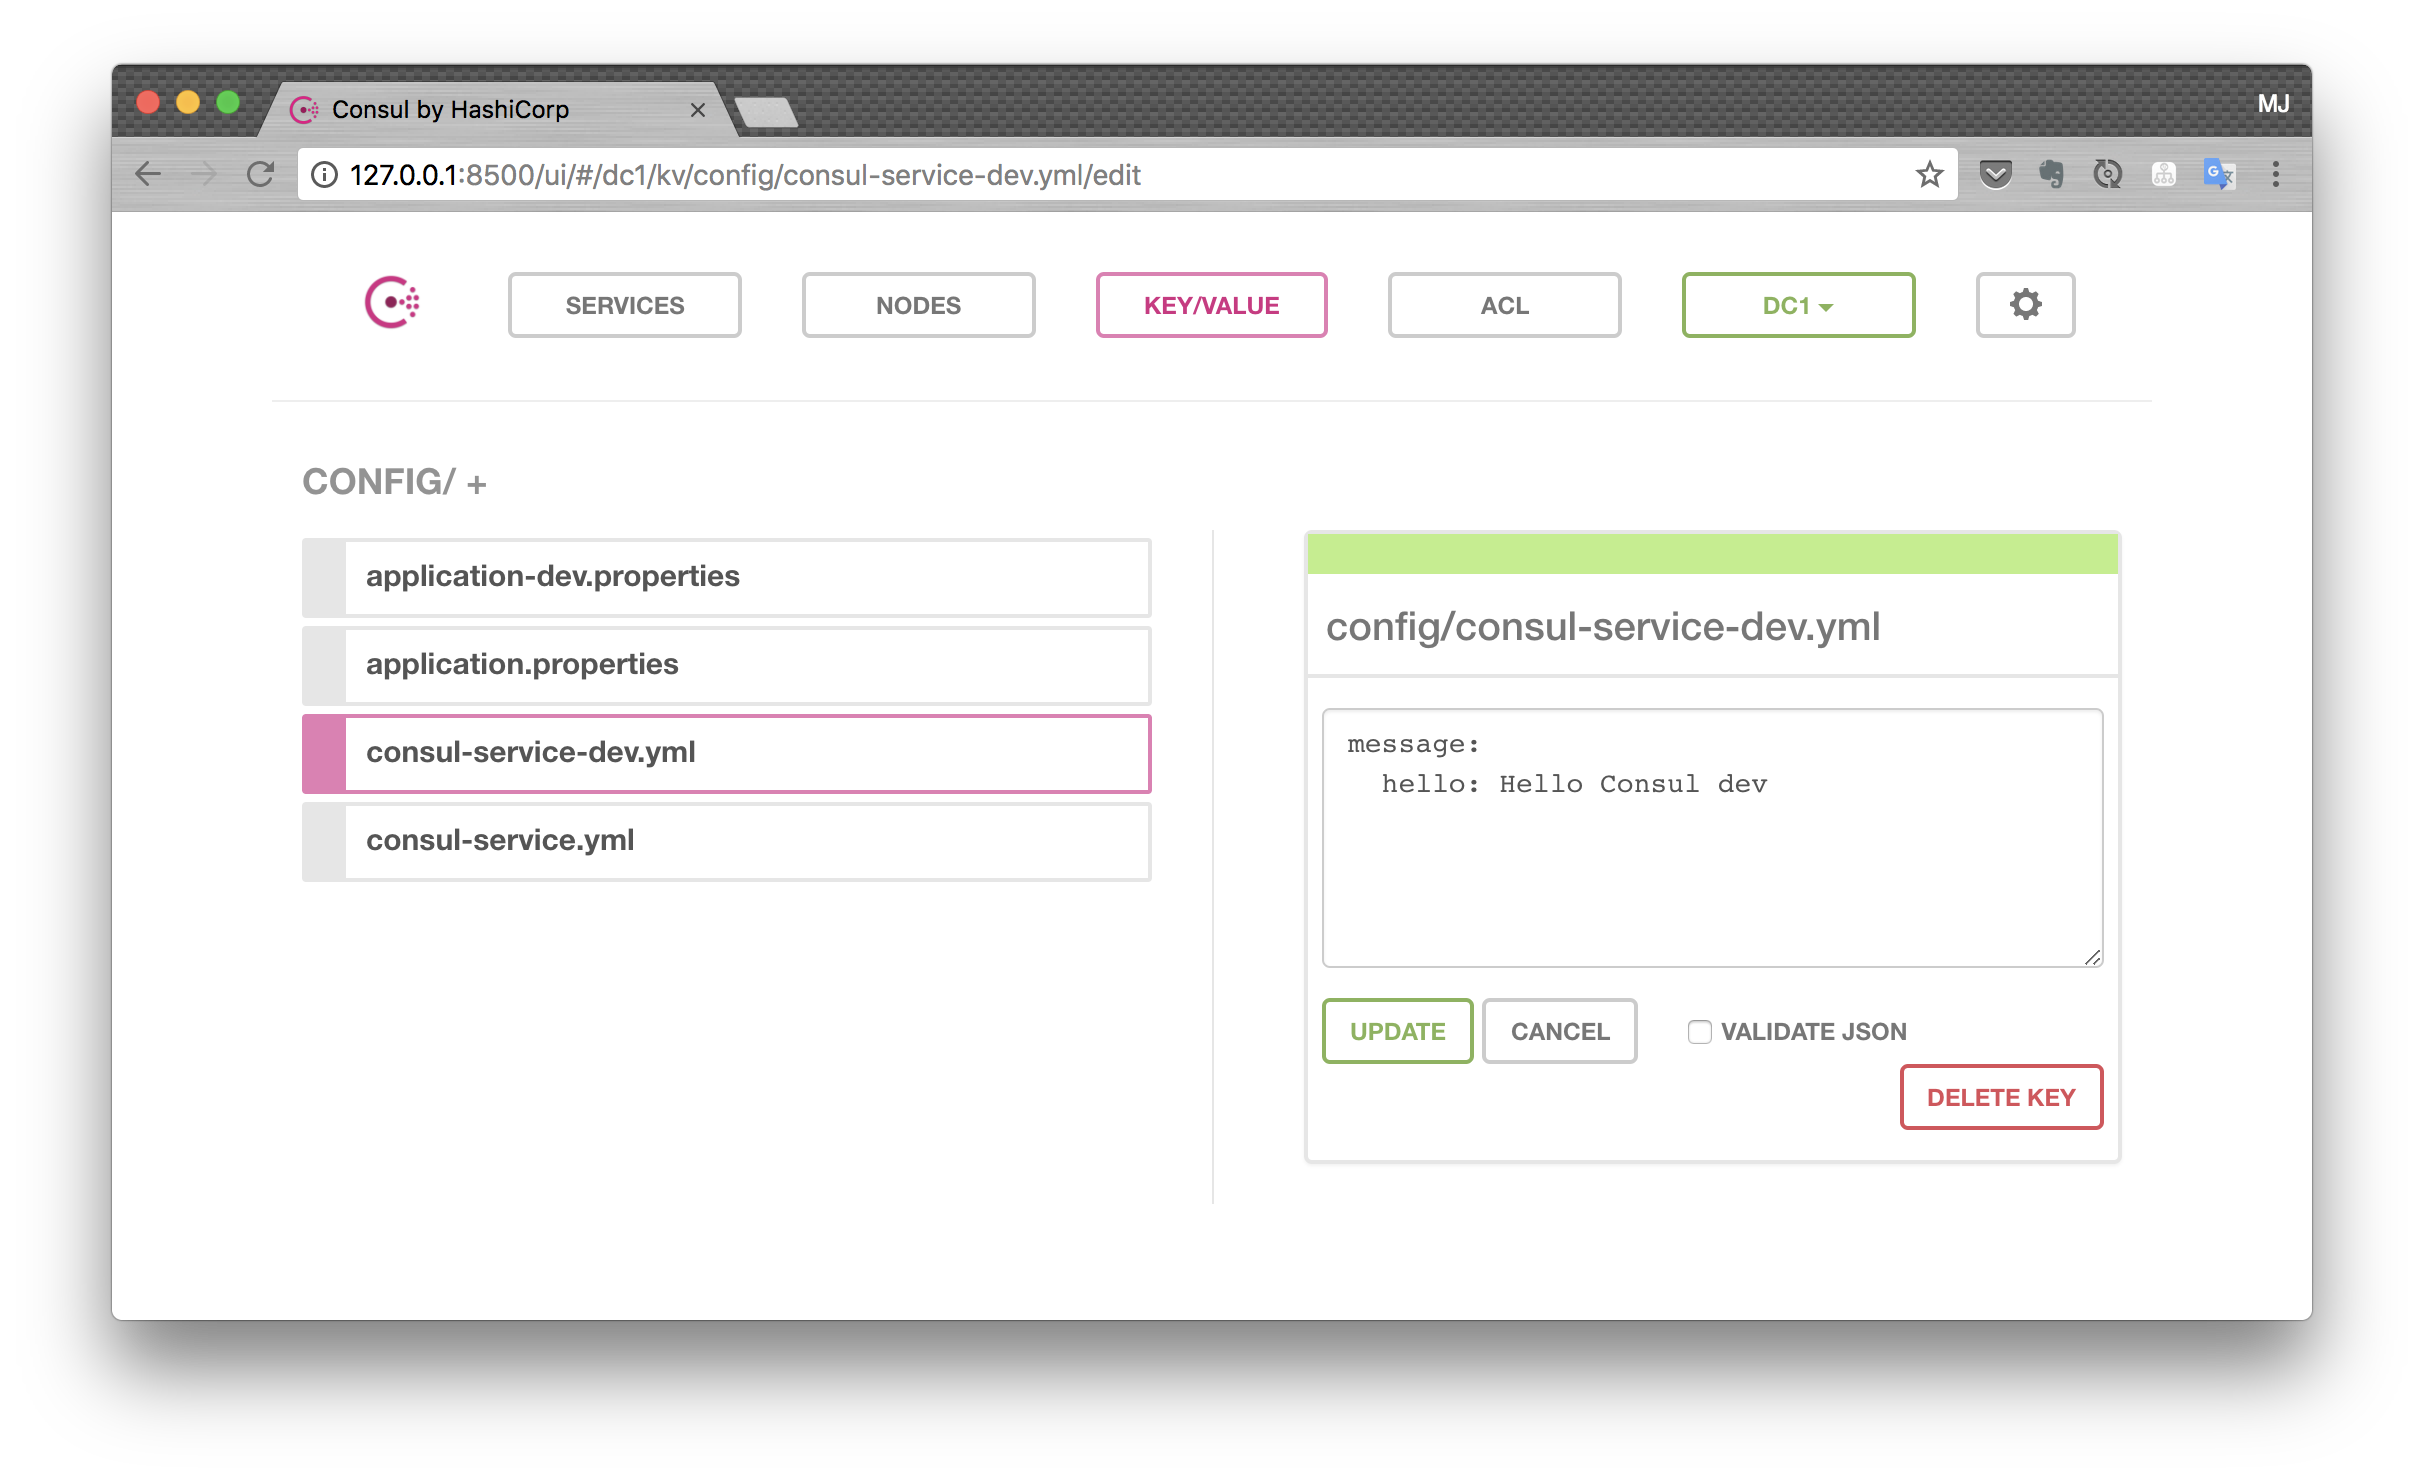 Consul by HashiCorp
MJ
127.0.0.1:8500/ui/#/dc1/kv/config/consul-service-dev.yml/edit
SERVICES
NODES
KEY/VALUE
ACL
DC1
CONFIG/ +
application-dev.properties
application.properties
consul-service-dev.yml
consul-service.yml
config/consul-service-dev.yml
message:
  hello: Hello Consul dev
UPDATE
CANCEL
VALIDATE JSON
DELETE KEY